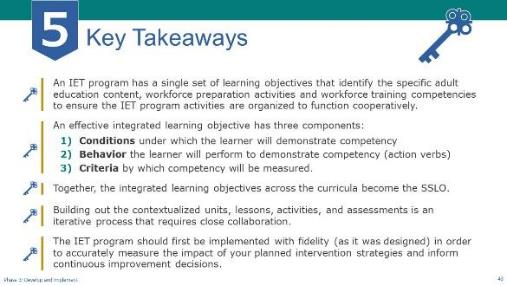 5 Key Takeaways
An IET program has a single set of learning objectives that identify the specific adult
education content, workforce preparation activities and workforce training competencies
to ensure the IET program activities are organized to function cooperatively.
An effective integrated learning objective has three components:
1) Conditions under which the learner will demonstrate competency
2) Behavior the learner will perform to demonstrate competency (action verbs)
3) Criteria by which competency will be measured.
Together, the integrated learning objectives across the curricula become the SSLO.
Building out the contextualized units, lessons, activities, and assessments is an
iterative process that requires close collaboration.
The IET program should first be implemented with fidelity (as it was designed) in order
to accurately measure the impact of your planned intervention strategies and inform
continuous improvement decisions.
Phase 3: Develop and Implement